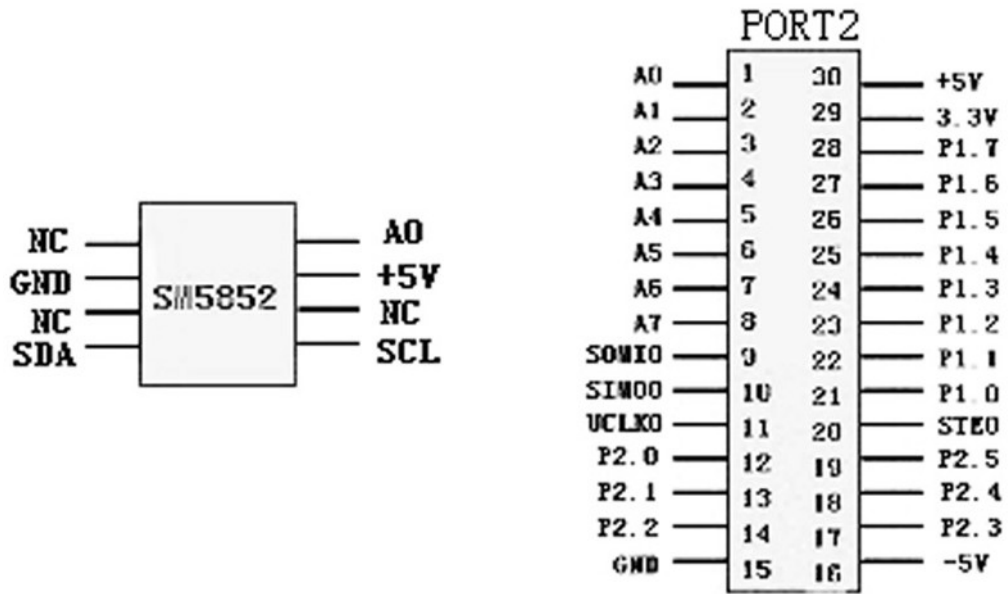 PORT2
NC
GND
NC
SDA
SM5852
A0
+5V
NC
SCL
A0 1 30 +5V
A1 2 29 3.3V
A2 3 28 P1.7
A3 4 27 P1.6
A4 5 26 P1.5
A5 6 25 P1.4
A6 7 24 P1.3
A7 8 23 P1.2
SOMI0 9 22 P1.1
SIMO0 10 21 P1.0
UCLK0 11 20 STE0
P2.0 12 19 P2.5
P2.1 13 18 P2.4
P2.2 14 17 P2.3
GND 15 16 -5V